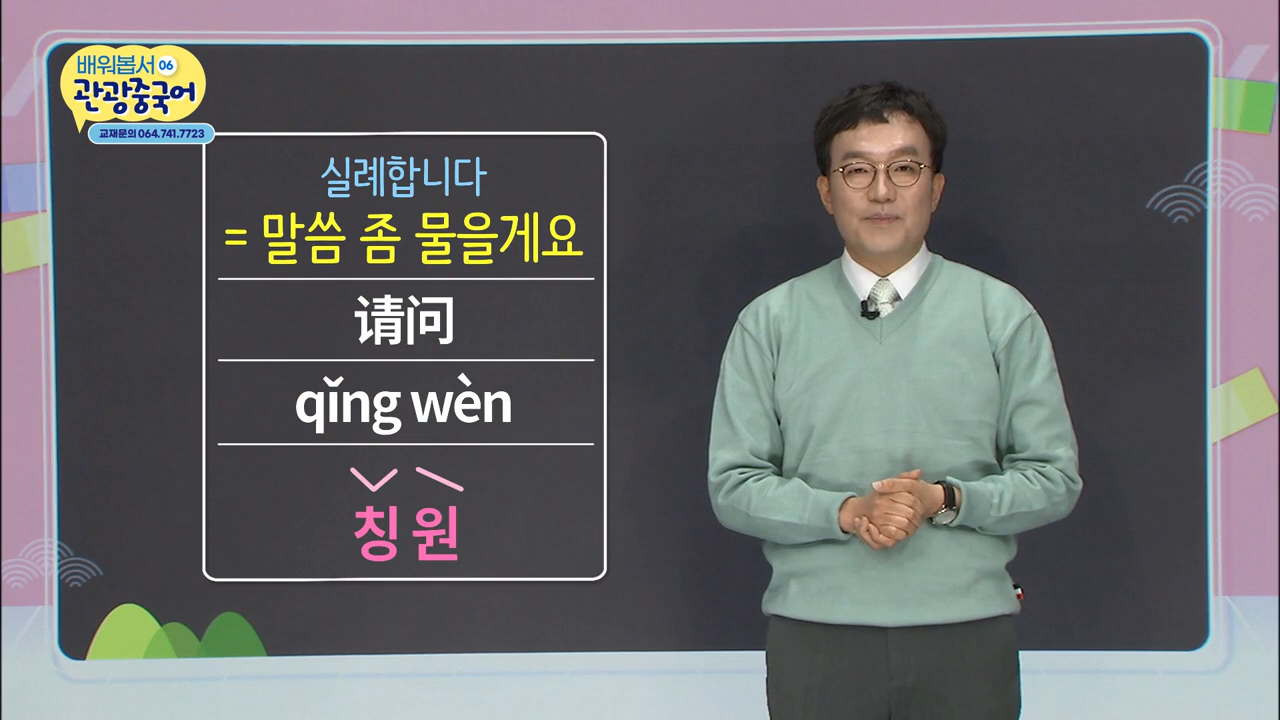 배워봅서 06
관광중국어
교재문의 064.741.7723
실례합니다
= 말씀 좀 물을게요
请问
qǐng wèn
칭 원